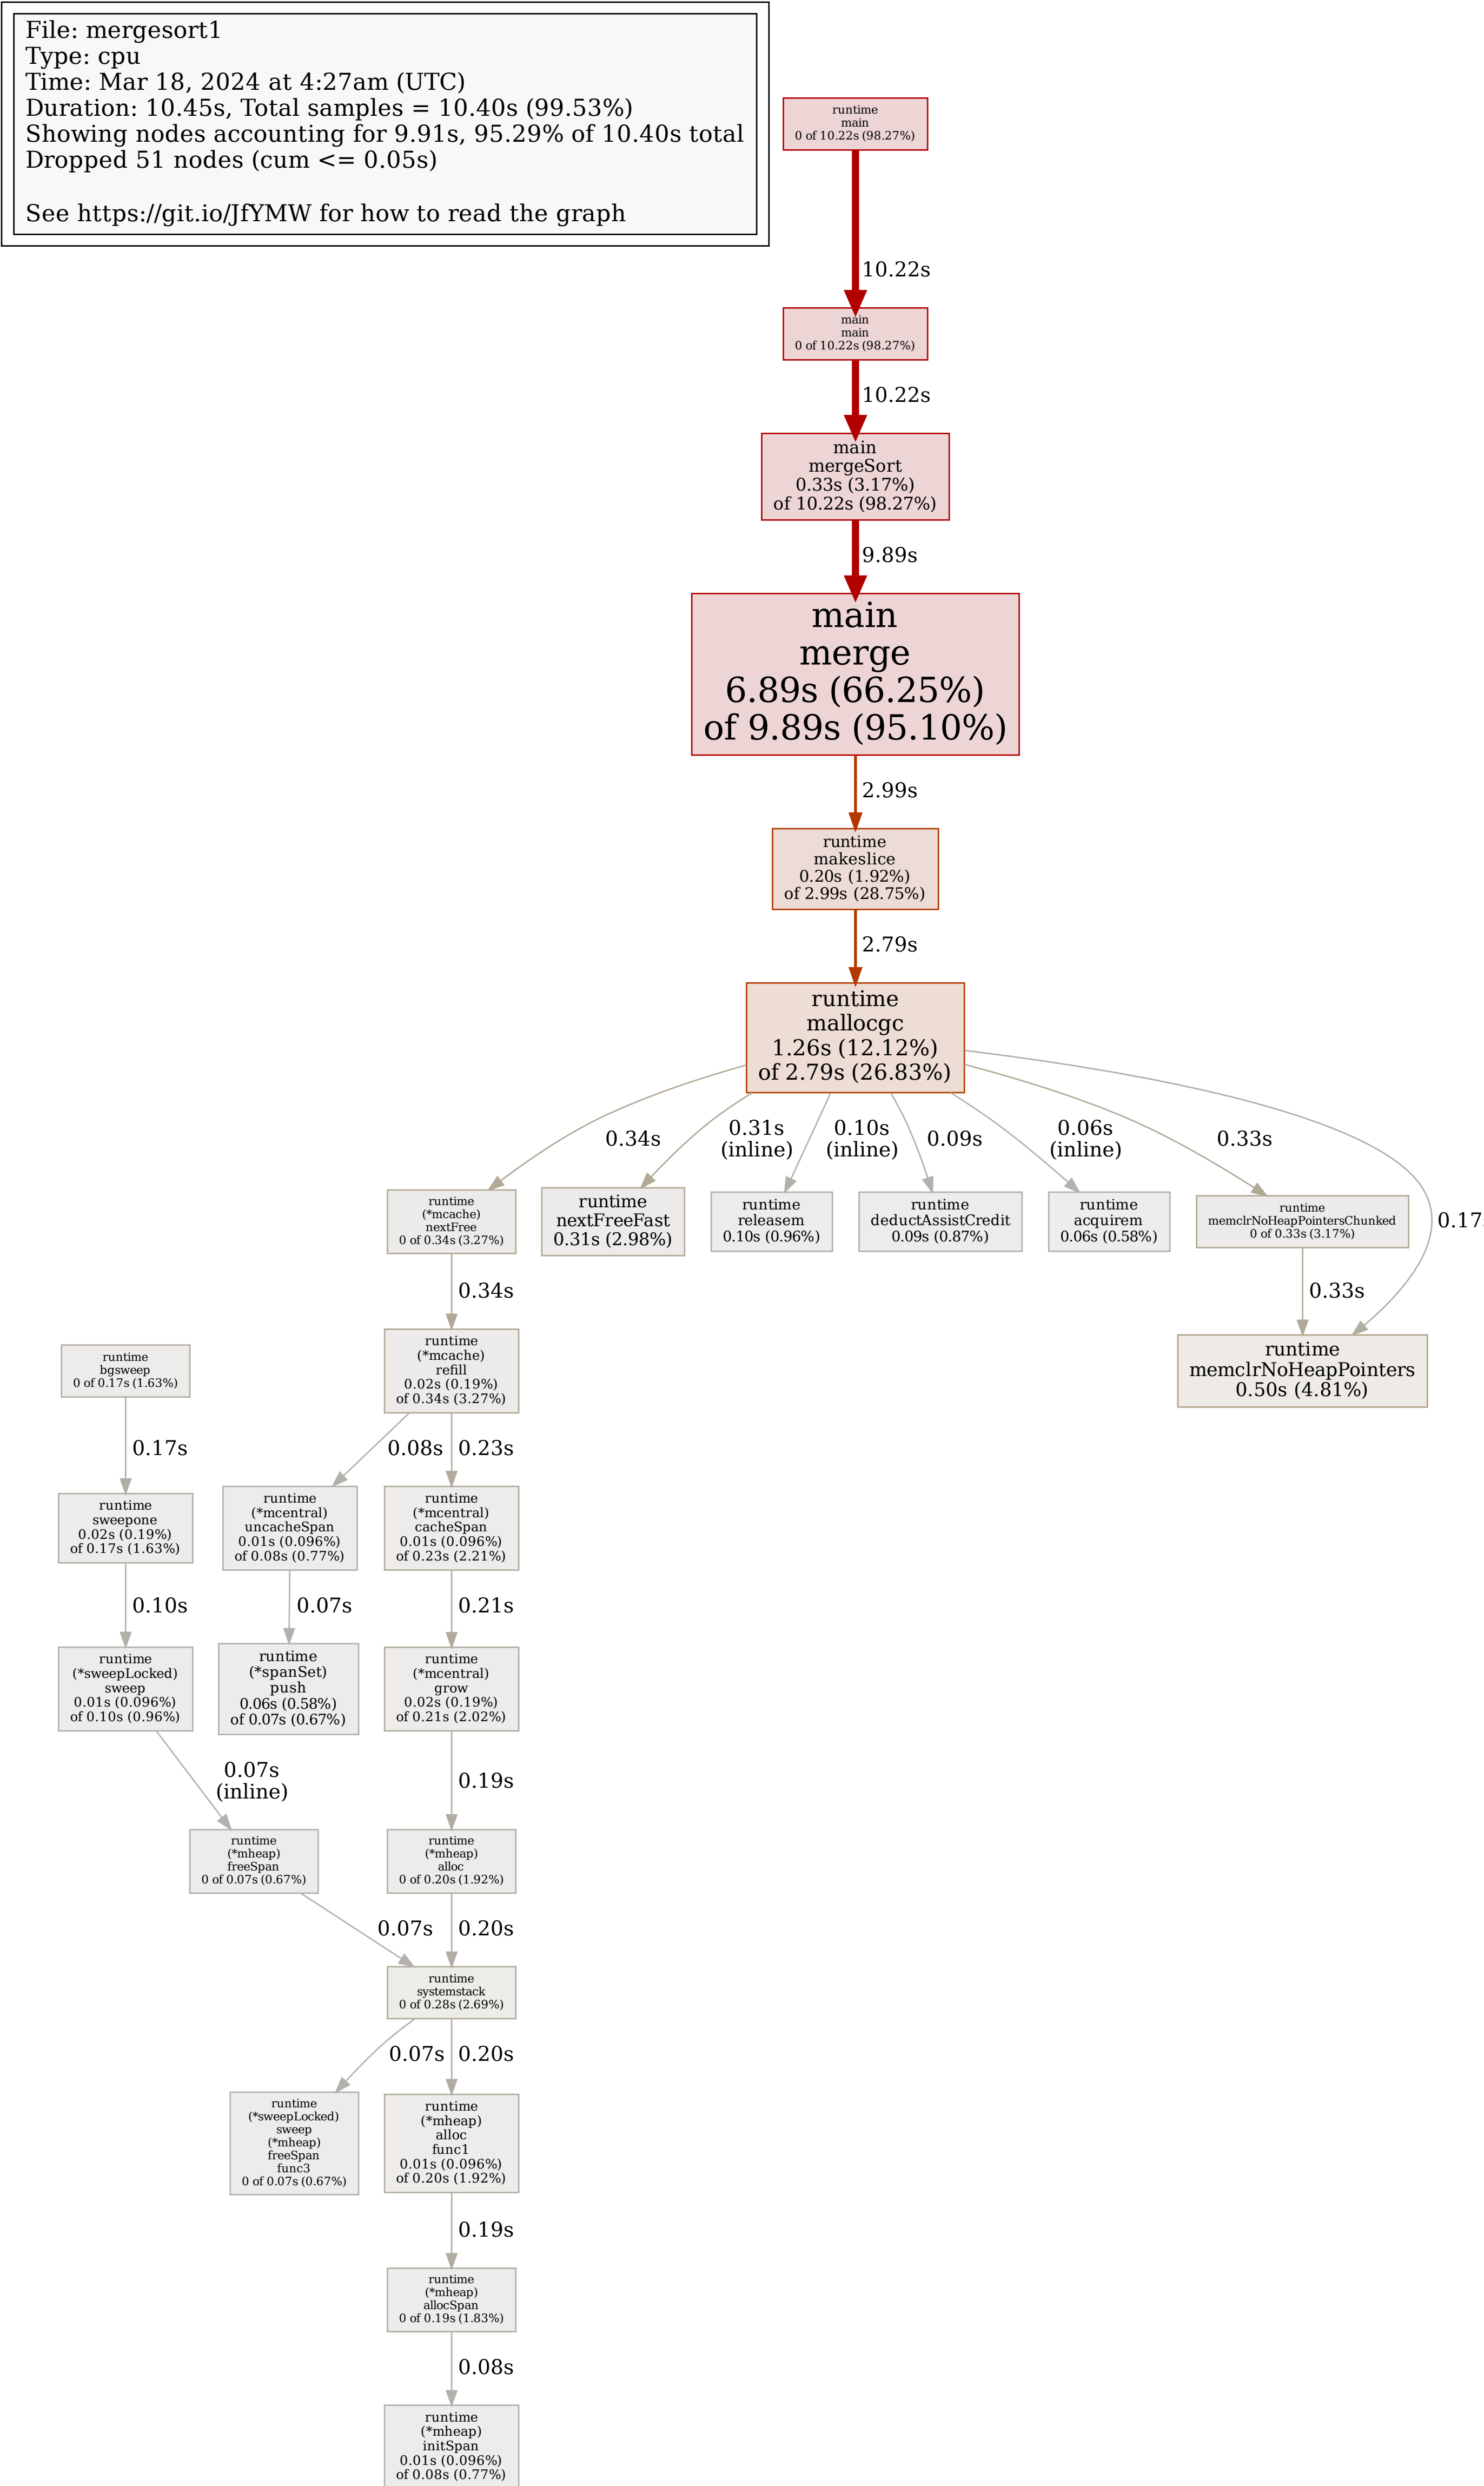 File: mergesort1
Type: cpu
Time: Mar 18, 2024 at 4:27am (UTC)
Duration: 10.45s, Total samples = 10.40s (99.53%)
Showing nodes accounting for 9.91s, 95.29% of 10.40s total
Dropped 51 nodes (cum <= 0.05s)
See https://git.io/JfYMW for how to read the graph
runtime
main
0 of 10.22s (98.27%)
10.22s
main
main
0 of 10.22s (98.27%)
10.22s
main
mergeSort
0.33s (3.17%)
of 10.22s (98.27%)
9.89s
main
merge
6.89s (66.25%)
of 9.89s (95.10%)
2.99s
runtime
makeslice
0.20s (1.92%)
of 2.99s (28.75%)
2.79s
runtime
mallocgc
1.26s (12.12%)
of 2.79s (26.83%)
0.34s
0.31s
(inline)
0.10s
(inline)
0.09s
0.06s
(inline)
0.33s
0.17
runtime
(*mcache)
nextFree
0 of 0.34s (3.27%)
runtime
nextFreeFast
0.31s (2.98%)
runtime
releasem
0.10s (0.96%)
runtime
deductAssistCredit
0.09s (0.87%)
runtime
acquirem
0.06s (0.58%)
runtime
memclrNoHeapPointersChunked
0 of 0.33s (3.17%)
0.34s
0.33s
runtime
bgsweep
0 of 0.17s (1.63%)
runtime
(*mcache)
refill
0.02s (0.19%)
of 0.34s (3.27%)
runtime
memclrNoHeapPointers
0.50s (4.81%)
0.17s
0.08s
0.23s
runtime
sweepone
0.02s (0.19%)
of 0.17s (1.63%)
runtime
(*mcentral)
uncacheSpan
0.01s (0.096%)
of 0.08s (0.77%)
runtime
(*mcentral)
cacheSpan
0.01s (0.096%)
of 0.23s (2.21%)
0.10s
0.07s
0.21s
runtime
(*sweepLocked)
sweep
0.01s (0.096%)
of 0.10s (0.96%)
runtime
(*spanSet)
push
0.06s (0.58%)
of 0.07s (0.67%)
runtime
(*mcentral)
grow
0.02s (0.19%)
of 0.21s (2.02%)
0.07s
(inline)
0.19s
runtime
(*mheap)
freeSpan
0 of 0.07s (0.67%)
runtime
(*mheap)
alloc
0 of 0.20s (1.92%)
0.07s
0.20s
runtime
systemstack
0 of 0.28s (2.69%)
0.07s
0.20s
runtime
(*sweepLocked)
sweep
(*mheap)
freeSpan
func3
0 of 0.07s (0.67%)
runtime
(*mheap)
alloc
func1
0.01s (0.096%)
of 0.20s (1.92%)
0.19s
runtime
(*mheap)
allocSpan
0 of 0.19s (1.83%)
0.08s
runtime
(*mheap)
initSpan
0.01s (0.096%)
of 0.08s (0.77%)